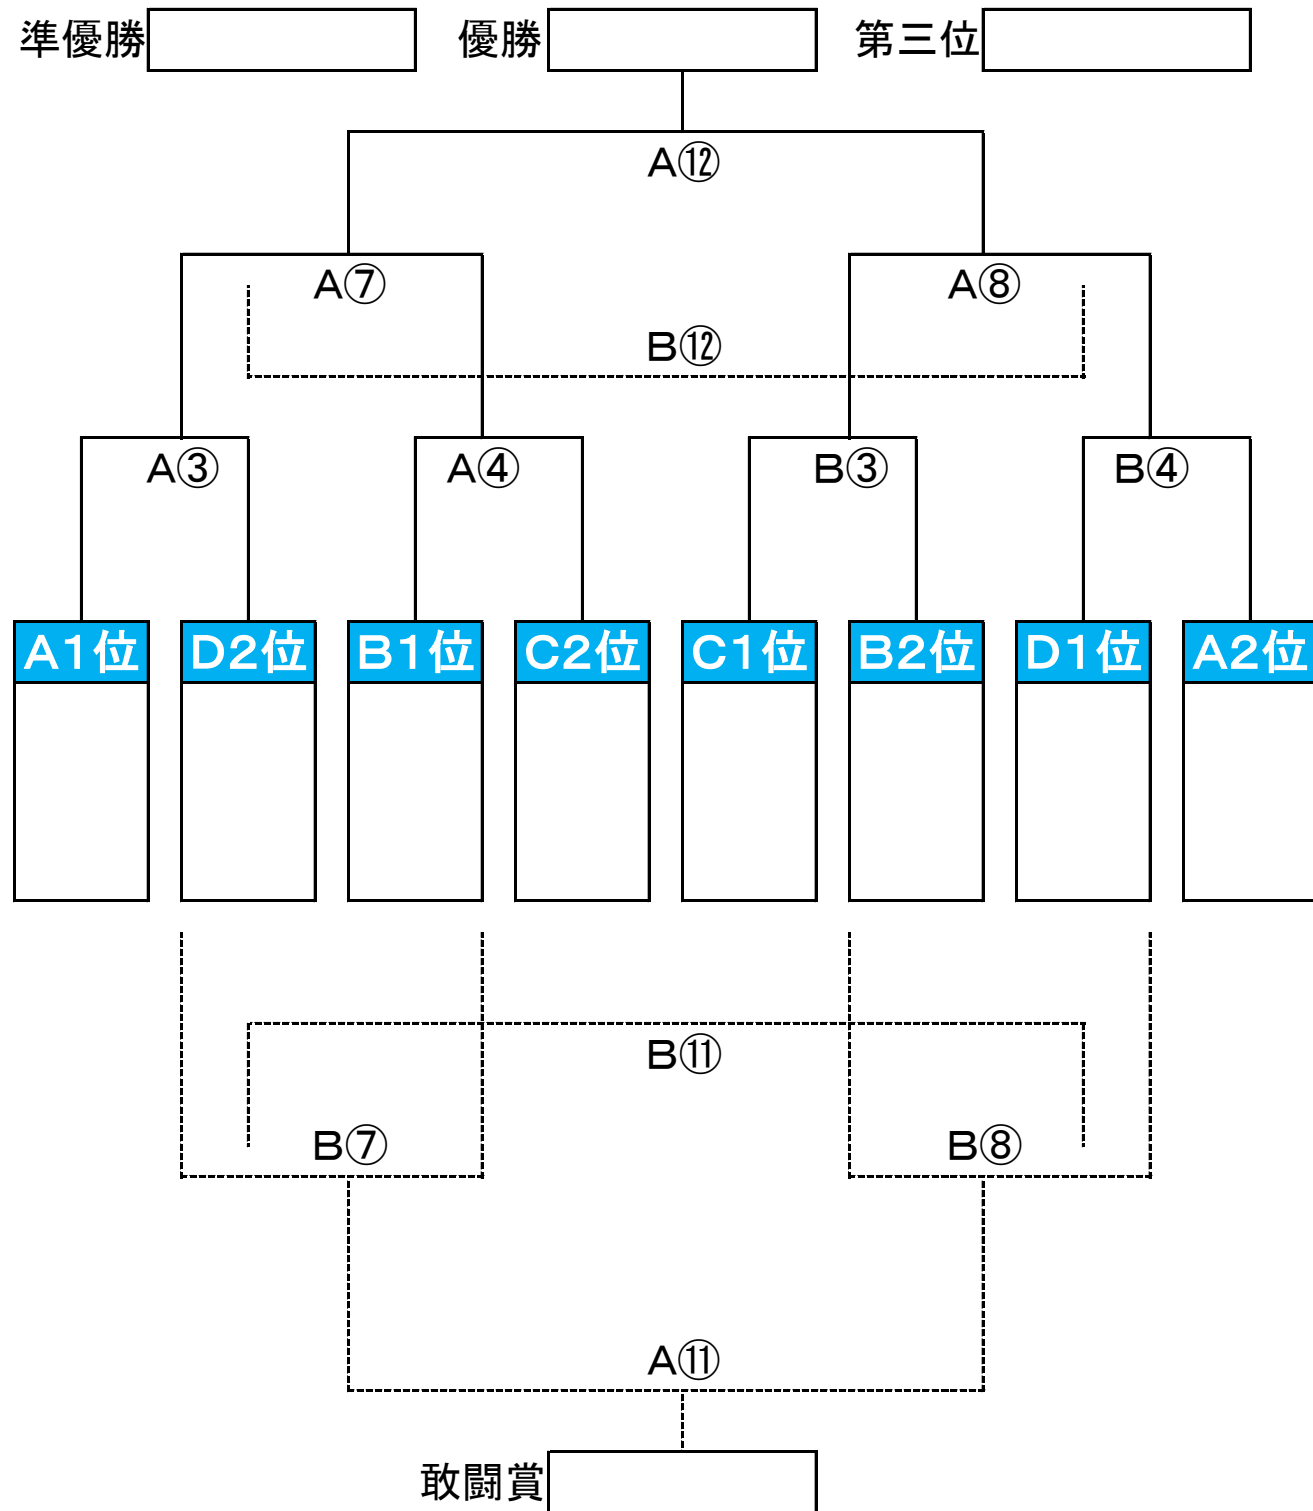 準優勝 優勝 第三位
A⑫
A⑦ A⑧
B⑫
A③ A④ B③ B④
A1位 D2位 B1位 C2位 C1位 B2位 D1位 A2位
B⑪
B⑦ B⑧
A⑪
敢闘賞